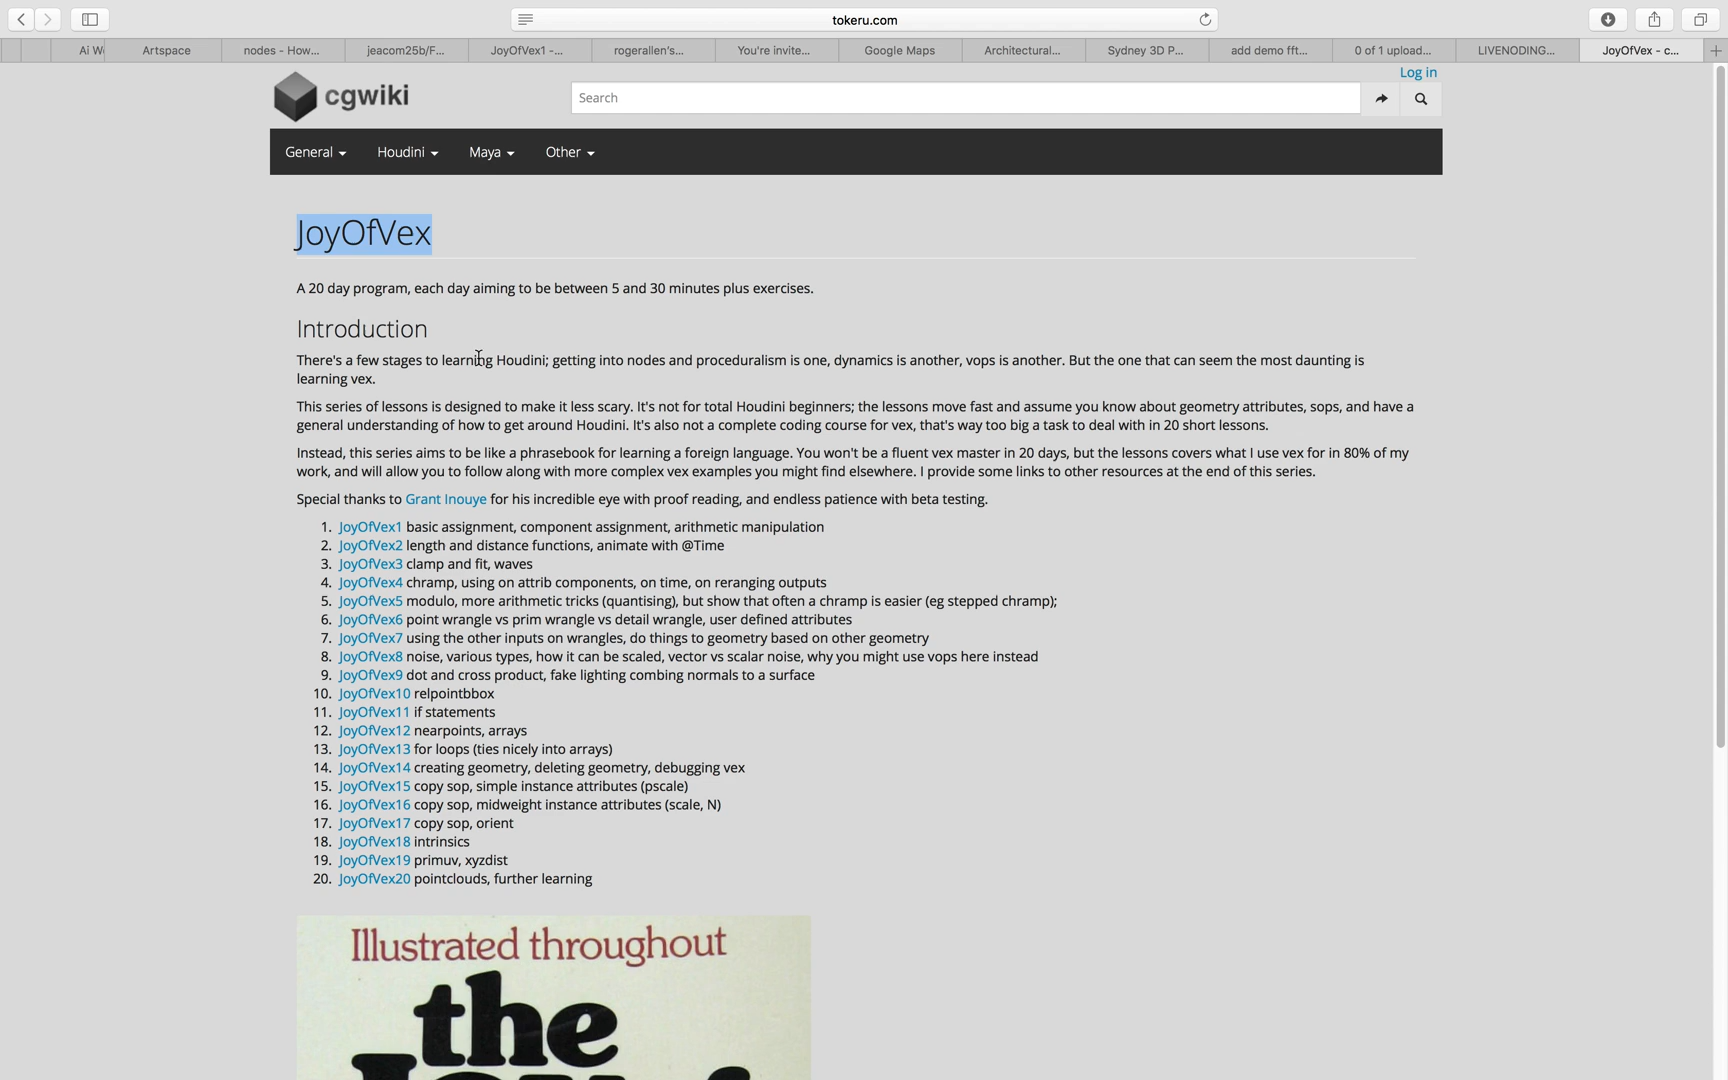 tokeru.com
Ai W
Artspace
nodes - How...
jeacom25b/F...
JoyOfVex1 -...
rogerallen's...
You're invite...
Google Maps
Architectural...
Sydney 3D P...
add demo fft...
0 of 1 upload...
LIVENODING...
JoyOfVex - c...
Log in
cgwiki
Search
General
Houdini
Maya
Other
JoyOfVex
A 20 day program, each day aiming to be between 5 and 30 minutes plus exercises.
Introduction
There's a few stages to learning Houdini; getting into nodes and proceduralism is one, dynamics is another, vops is another. But the one that can seem the most daunting is
learning vex.
This series of lessons is designed to make it less scary. It's not for total Houdini beginners; the lessons move fast and assume you know about geometry attributes, sops, and have a
general understanding of how to get around Houdini. It's also not a complete coding course for vex, that's way too big a task to deal with in 20 short lessons.
Instead, this series aims to be like a phrasebook for learning a foreign language. You won't be a fluent vex master in 20 days, but the lessons covers what I use vex for in 80% of my
work, and will allow you to follow along with more complex vex examples you might find elsewhere. I provide some links to other resources at the end of this series.
Special thanks to Grant Inouye for his incredible eye with proof reading, and endless patience with beta testing.
1. JoyOfVex1 basic assignment, component assignment, arithmetic manipulation
2. JoyOfVex2 length and distance functions, animate with @Time
3. JoyOfVex3 clamp and fit, waves
4. JoyOfVex4 chramp, using on attrib components, on time, on reranging outputs
5. JoyOfVex5 modulo, more arithmetic tricks (quantising), but show that often a chramp is easier (eg stepped chramp);
6. JoyOfVex6 point wrangle vs prim wrangle vs detail wrangle, user defined attributes
7. JoyOfVex7 using the other inputs on wrangles, do things to geometry based on other geometry
8. JoyOfVex8 noise, various types, how it can be scaled, vector vs scalar noise, why you might use vops here instead
9. JoyOfVex9 dot and cross product, fake lighting combing normals to a surface
10. JoyOfVex10 relpointbbox
11. JoyOfVex11 if statements
12. JoyOfVex12 nearpoints, arrays
13. JoyOfVex13 for loops (ties nicely into arrays)
14. JoyOfVex14 creating geometry, deleting geometry, debugging vex
15. JoyOfVex15 copy sop, simple instance attributes (pscale)
16. JoyOfVex16 copy sop, midweight instance attributes (scale, N)
17. JoyOfVex17 copy sop, orient
18. JoyOfVex18 intrinsics
19. JoyOfVex19 primuv, xyzdist
20. JoyOfVex20 pointclouds, further learning
Illustrated throughout
the